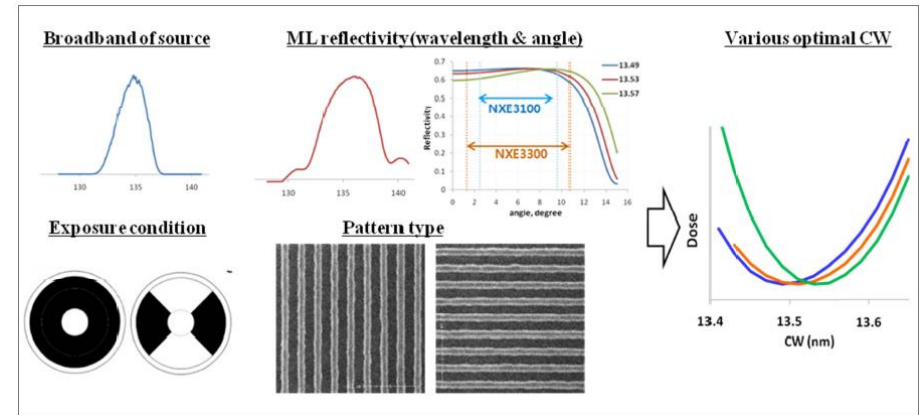 Broadband of source
ML reflectivity(wavelength & angle)
Various optimal CW
130
135
140
130
136
141
Reflectivity
0.7
0.6
0.5
0.4
0.3
0.2
0.1
0
0 2 4 6 8 10 12 14 16
angle, degree
13.49
13.53
13.57
NXE3100
NXE3300
Exposure condition
Pattern type
Dose
13.4
13.5
13.6
CW (nm)